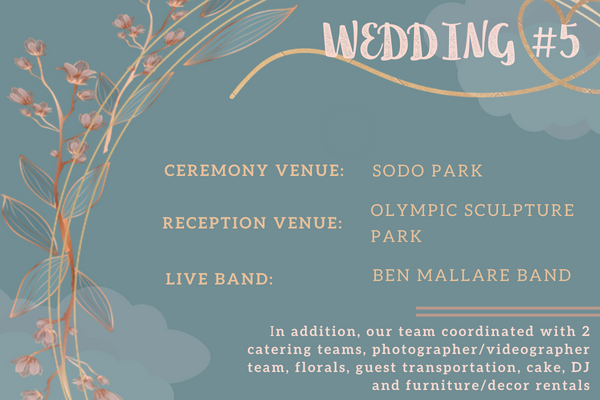 WEDDING #5
CEREMONY VENUE: SODO PARK
RECEPTION VENUE: OLYMPIC SCULPTURE
PARK
LIVE BAND: BEN MALLARE BAND
In addition, our team coordinated with 2
catering teams, photographer/videographer
team, florals, guest transportation, cake, DJ
and furniture/decor rentals